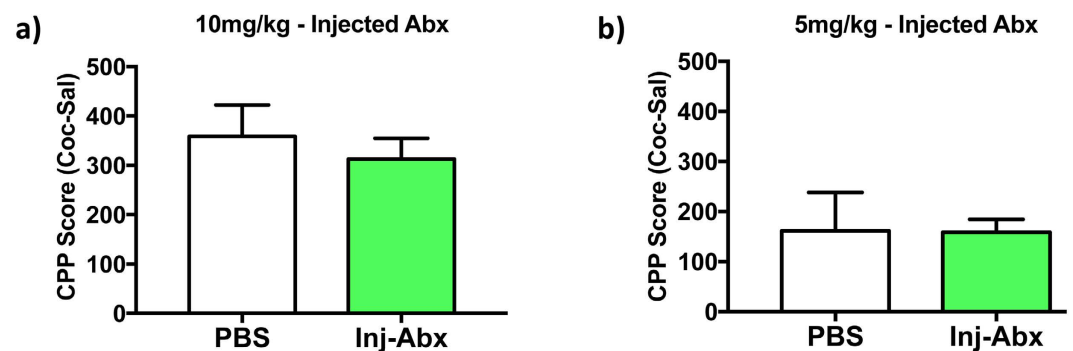 a)
10mg/kg - Injected Abx
CPP Score (Coc-Sal)
500
400
300
200
100
0
PBS
Inj-Abx
b)
5mg/kg - Injected Abx
CPP Score (Coc-Sal)
500
400
300
200
100
0
PBS
Inj-Abx